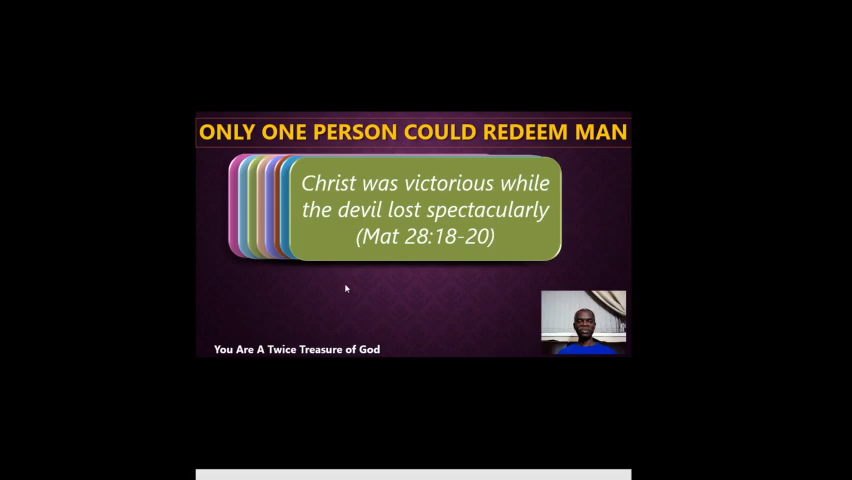 ONLY ONE PERSON COULD REDEEM MAN
Christ was victorious while
the devil lost spectacularly
(Mat 28:18-20)
You Are A Twice Treasure of God